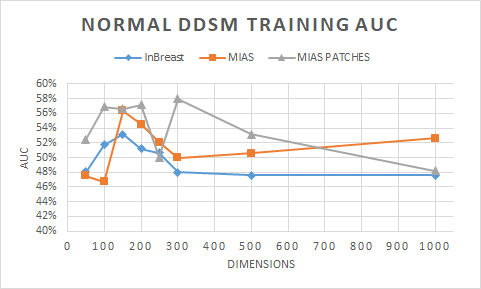 NORMAL DDSM TRAINING AUC
InBreast MIAS MIAS PATCHES
60%
58%
56%
54%
52%
50%
48%
46%
44%
42%
40%
AUC
0 100 200 300 400 500 600 700 800 900 1000
DIMENSIONS